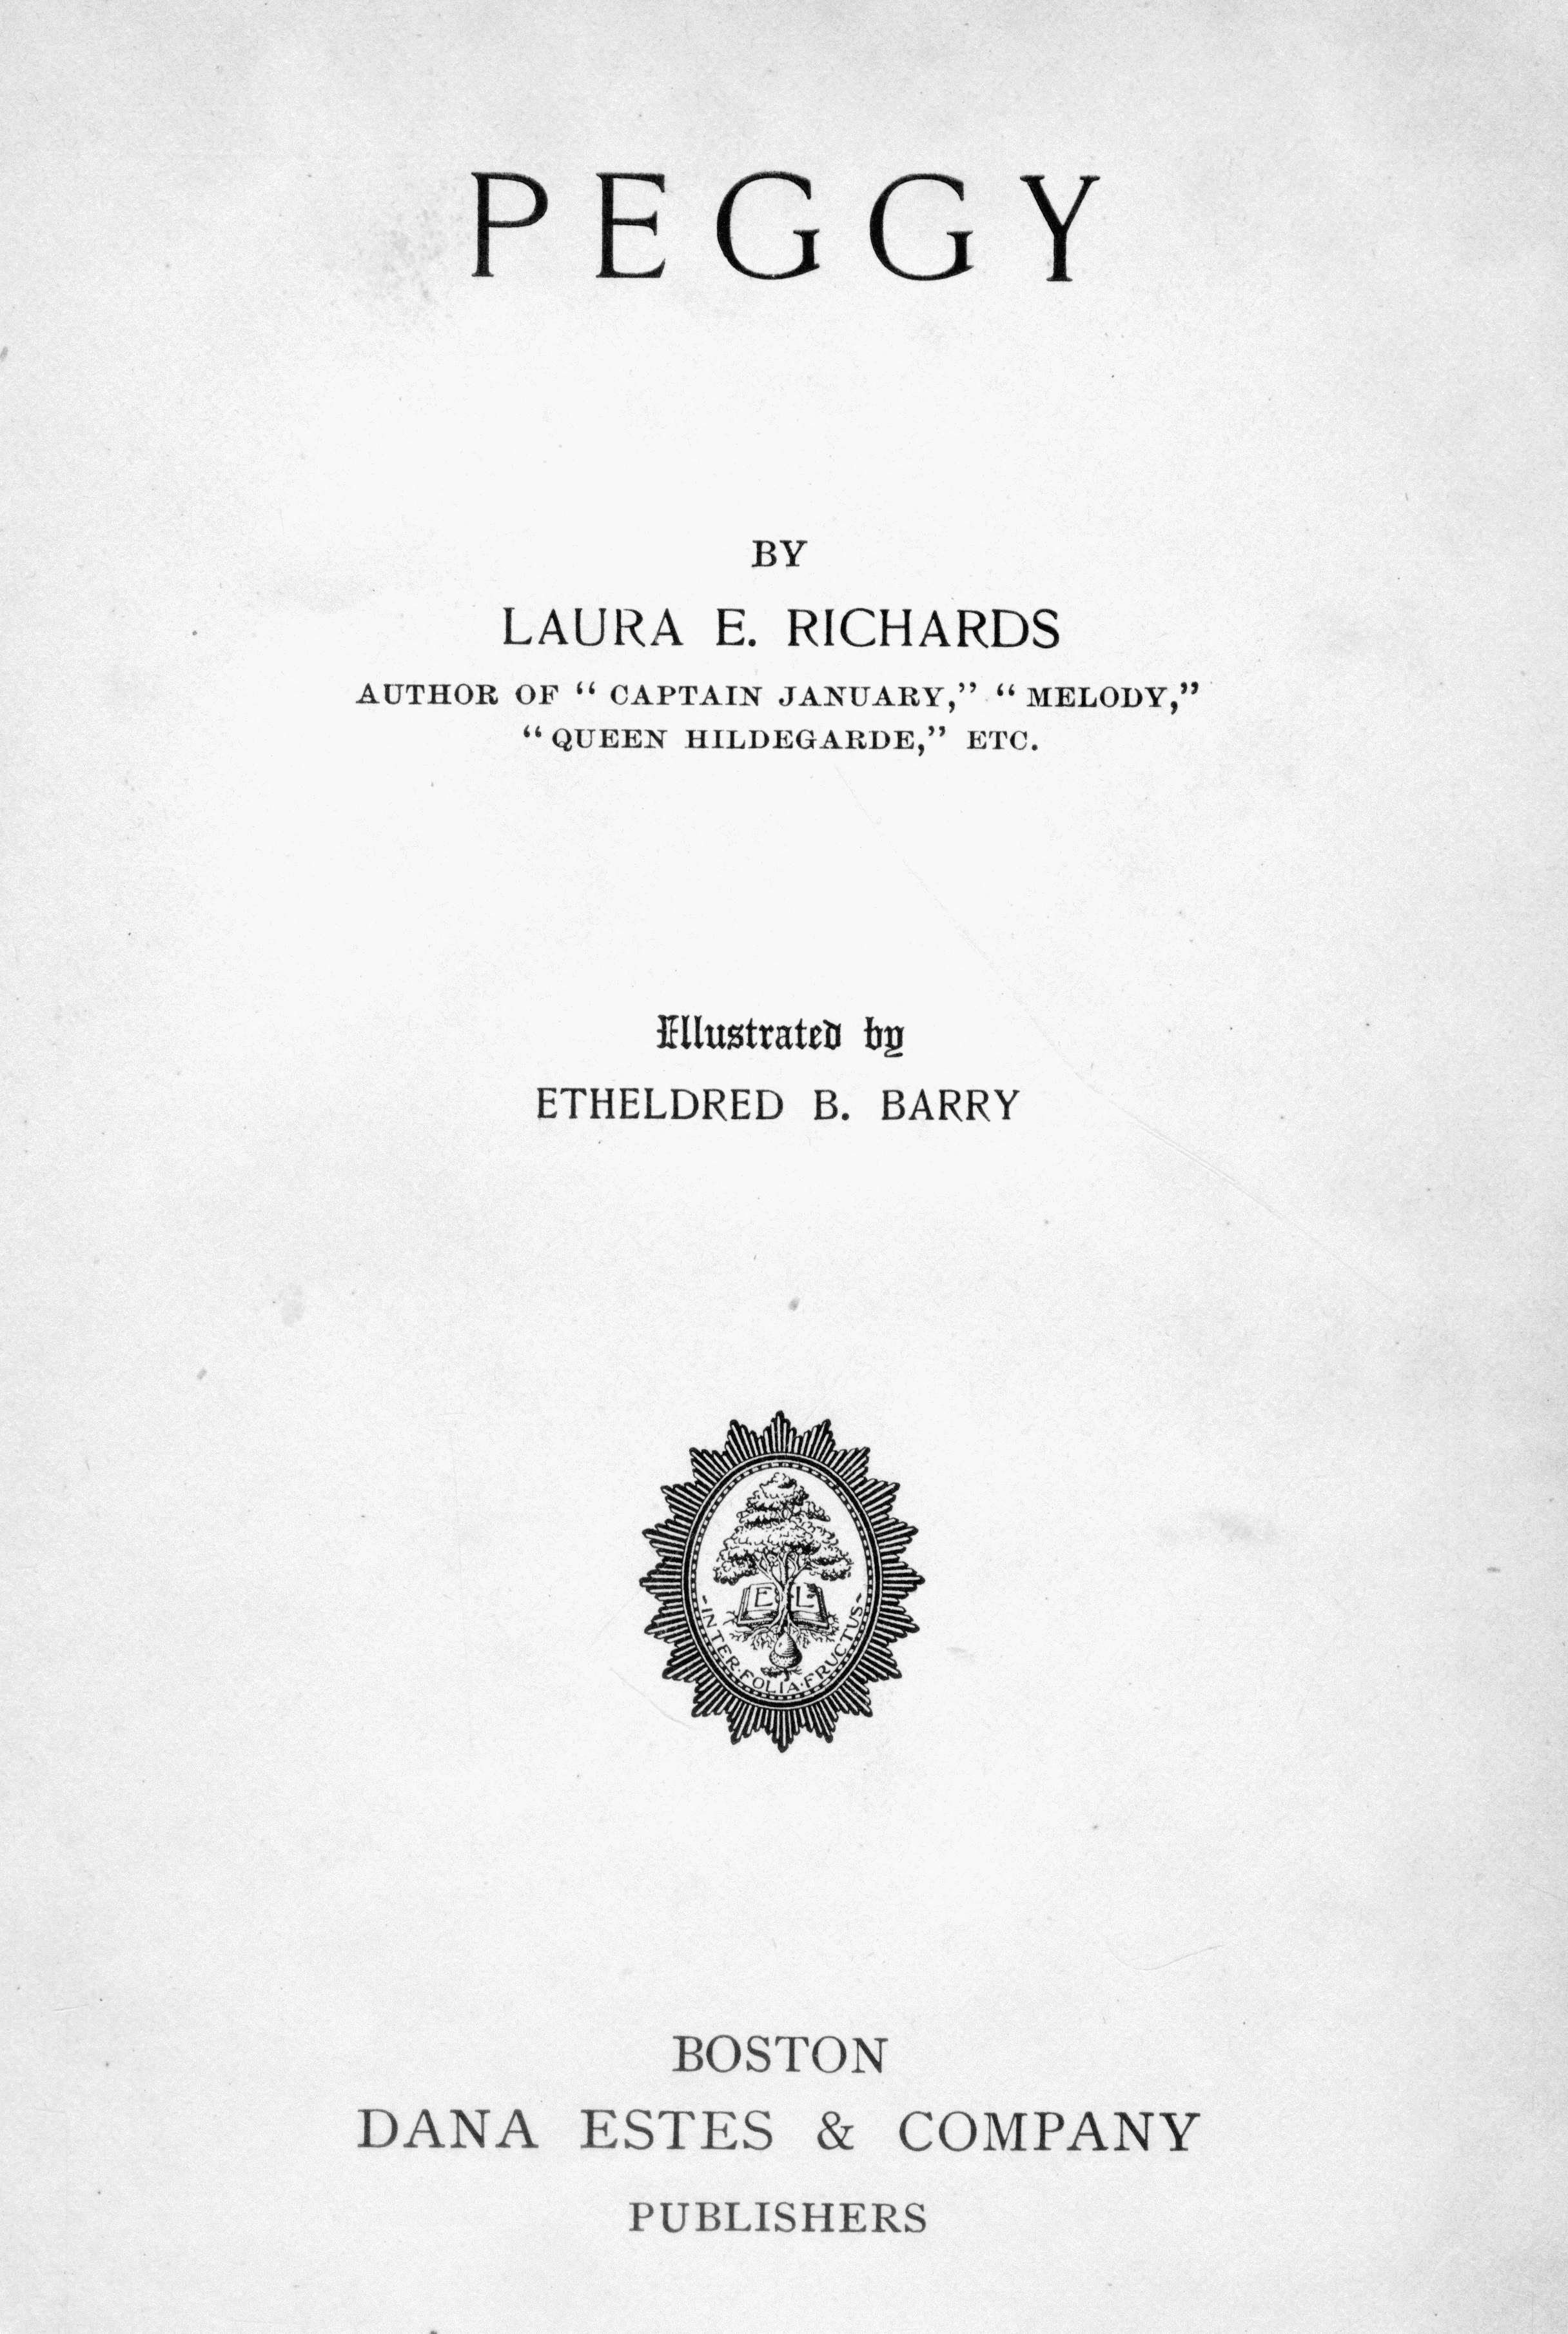 PEGGY
BY
LAURA E. RICHARDS
AUTHOR OF “ CAPTAIN JANUARY,” “ MELODY,”
“ QUEEN HILDEGARDE,” ETC.
Illustrated by
ETHELDRED B. BARRY
E L
-INTER·FOLIA·FRUCTUS-
BOSTON
DANA ESTES & COMPANY
PUBLISHERS